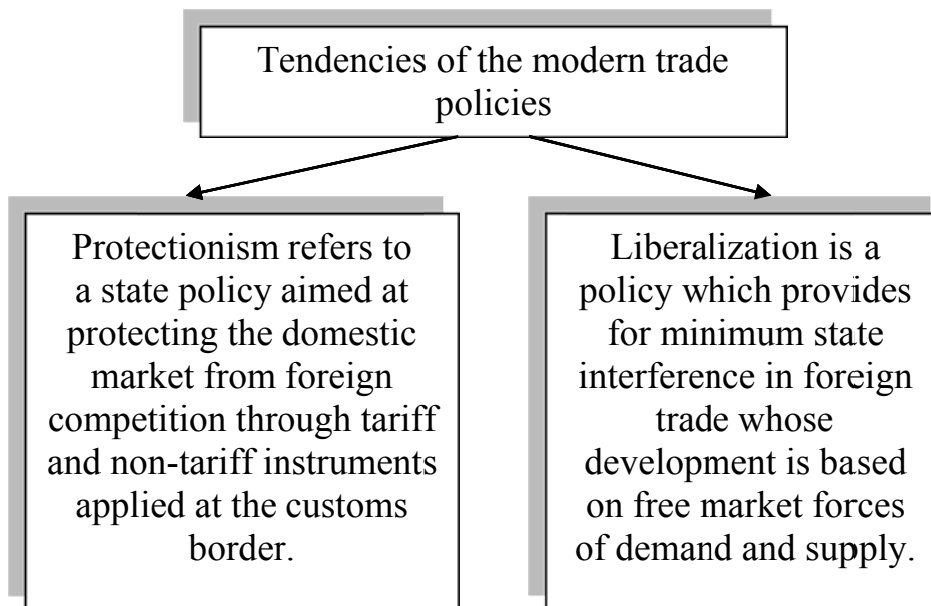 Tendencies of the modern trade
policies
Protectionism refers to
a state policy aimed at
protecting the domestic
market from foreign
competition through tariff
and non-tariff instruments
applied at the customs
border.
Liberalization is a
policy which provides
for minimum state
interference in foreign
trade whose
development is based
on free market forces
of demand and supply.